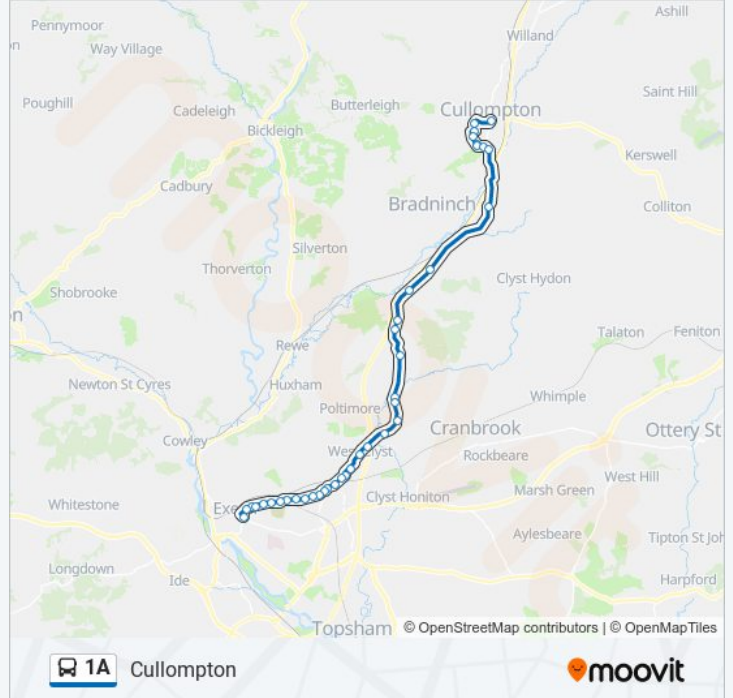 Pennymoor
Ashill
Willand
Way Village
Saint Hill
Poughill
Cadeleigh
Butterleigh
Cullompton
Bickleigh
Kerswell
Cadbury
Bradninch
Colliton
Silverton
Thorverton
Clyst Hydon
Shobrooke
Talaton
Feniton
Rewe
Newton St Cyres
Huxham
Whimple
Poltimore
Cranbrook
Ottery St
Cowley
Rockbeare
West Hill
Marsh Green
Clyst Honiton
Whitestone
Aylesbeare
Tipton St Joh
Longdown
Ide
Harpford
Topsham
© OpenStreetMap contributors | © OpenMapTiles
1A Cullompton
moovit